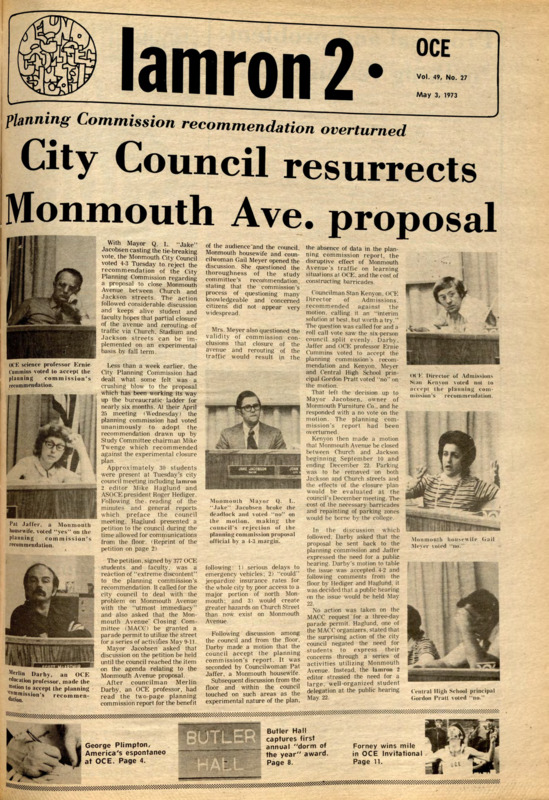 lamron 2 •
OCE
Vol. 49, No. 27
May 3, 1973
Planning Commission recommendation overturned
City Council resurrects
Monmouth Ave. proposal
OCE science professor Ernie
Cummins voted to accept the
planning commission's
recommendation.
Pat Jaffer, a Monmouth
housewife, voted "yes" on the
planning commission's
recommendation.
Merlin Darby, an OCE
education professor, made the
motion to accept the planning
commission's recommen-
dation.
With Mayor Q. L. "Jake"
Jacobsen casting the tie-breaking
vote, the Monmouth City Council
voted 4-3 Tuesday to reject the
recommendation of the City
Planning Commission regarding
a proposal to close Monmouth
Avenue between Church and
Jackson streets. The action
followed considerable discussion
and keeps alive student and
faculty hopes that partial closure
of the avenue and rerouting of
traffic via Church, Stadium and
Jackson streets can be im-
plemented on an experimental
basis by fall term.
Less than a week earlier, the
City Planning Commission had
dealt what some felt was a
crushing blow to the proposal
which has been working its way
up the bureaucratic ladder for
nearly six months. At their April
25 meeting (Wednesday) the
planning commission had voted
unanimously to adopt the
recommendation drawn up by
Study Committee chairman Mike
Twenge which recommended
against the experimental closure
plan.
Approximately 30 students
were present at Tuesday's city
council meeting including lamron
2 editor Mike Haglund and
ASOCE president Roger Hediger.
Following the reading of the
minutes and general reports
which preface the council
meeting, Haglund presented a
petition to the council during the
time allowed for communications
from the floor. (Reprint of the
petition on page 2)
The petition, signed by 377 OCE
students and faculty, was a
reaction of "extreme discontent"
to the planning commission's
recommendation. It called for the
city council to deal with the
problem on Monmouth Avenue
with the "utmost immediacy"
and also asked that the Mon-
mouth Avenue Closing Com-
mittee (MACC) be granted a
parade permit to utilize the street
for a series of activities May 9-11.
Mayor Jacobsen asked that
discussion on the petition be held
until the council reached the item
on the agenda relating to the
Monmouth Avenue proposal.
After councilman Merlin
Darby, an OCE professor, had
read the two-page planning
commission report for the benefit
of the audience and the council,
Monmouth housewife and coun-
cilwoman Gail Meyer opened the
discussion. She questioned the
thoroughness of the study
committee's recommendation,
stating that the commission's
process of questioning many
knowledgeable and concerned
citizens did not appear very
widespread.
Mrs. Meyer also questioned the
validity of commission con-
clusions that closure of the
avenue and rerouting of the
traffic would result in the
Monmouth Mayor Q. L.
"Jake" Jacobsen broke the
deadlock and voted "no" on
the motion, making the
council's rejection of the
planning commission proposal
official by a 4-3 margin.
following: 1) serious delays to
emergency vehicles; 2) "could"
jeopardize insurance rates for the
whole city by poor access to a
major portion of north Mon-
mouth; and 3) would create
greater hazards on Church Street
than now exist on Monmouth
Avenue.
Following discussion among
the council and from the floor,
Darby made a motion that the
council accept the planning
commission's report. It was
seconded by Councilwoman Pat
Jaffer, a Monmouth housewife.
Subsequent discussion from the
floor and within the council
touched on such areas as the
experimental nature of the plan,
the absence of data in the plan-
ning commission report, the
disruptive effect of Monmouth
Avenue's traffic on learning
situations at OCE, and the cost of
constructing barricades.
Councilman Stan Kenyon, OCE
Director of Admissions,
recommended against the
motion, calling it an "interim
solution at best, but worth a try."
The question was called for and a
roll call vote saw the six-person
council split evenly. Darby,
Jaffer and OCE professor Ernie
Cummins voted to accept the
planning commission's recom-
mendation and Kenyon, Meyer
and Central High School prin-
cipal Gordon Pratt voted "no" on
the motion.
That left the decision up to
Mayor Jacobsen, owner of
Monmouth Furniture Co., and he
responded with a no vote on the
motion. The planning com-
mission's report had been
overturned.
Kenyon then made a motion
that Monmouth Avenue be closed
between Church and Jackson
beginning September 10 and
ending December 22. Parking
was to be removed on both
Jackson and Church streets and
the effects of the closure plan
would be evaluated at the
council's December meeting. The
cost of the necessary barricades
and repainting of parking zones
would be borne by the college.
In the discussion which
followed, Darby asked that the
proposal be sent back to the
planning commission and Jaffer
expressed the need for a public
hearing. Darby's motion to table
the issue was accepted 4-2 and
following comments from the
floor by Hediger and Haglund, it
was decided that a public hearing
on the issue would be held May
22.
No action was taken on the
MACC request for a three-day
parade permit. Haglund, one of
the MACC organizers, stated that
the surprising action of the city
council negated the need for
students to express their
concerns through a series of
activities utilizing Monmouth
Avenue. Instead, the lamron 2
editor stressed the need for a
large, well-organized student
delegation at the public hearing
May 22.
OCE Director of Admissions
Stan Kenyon voted not to
accept the planning com-
mission's recommendation.
Monmouth housewife Gail
Meyer voted "no."
Central High School principal
Gordon Pratt voted "no."
George Plimpton,
America's espontaneo
at OCE. Page 4.
BUTLER
HALL
Butler Hall
captures first
annual "dorm of
the year" award.
Page 8.
Forney wins mile
in OCE Invitational
Page 11.